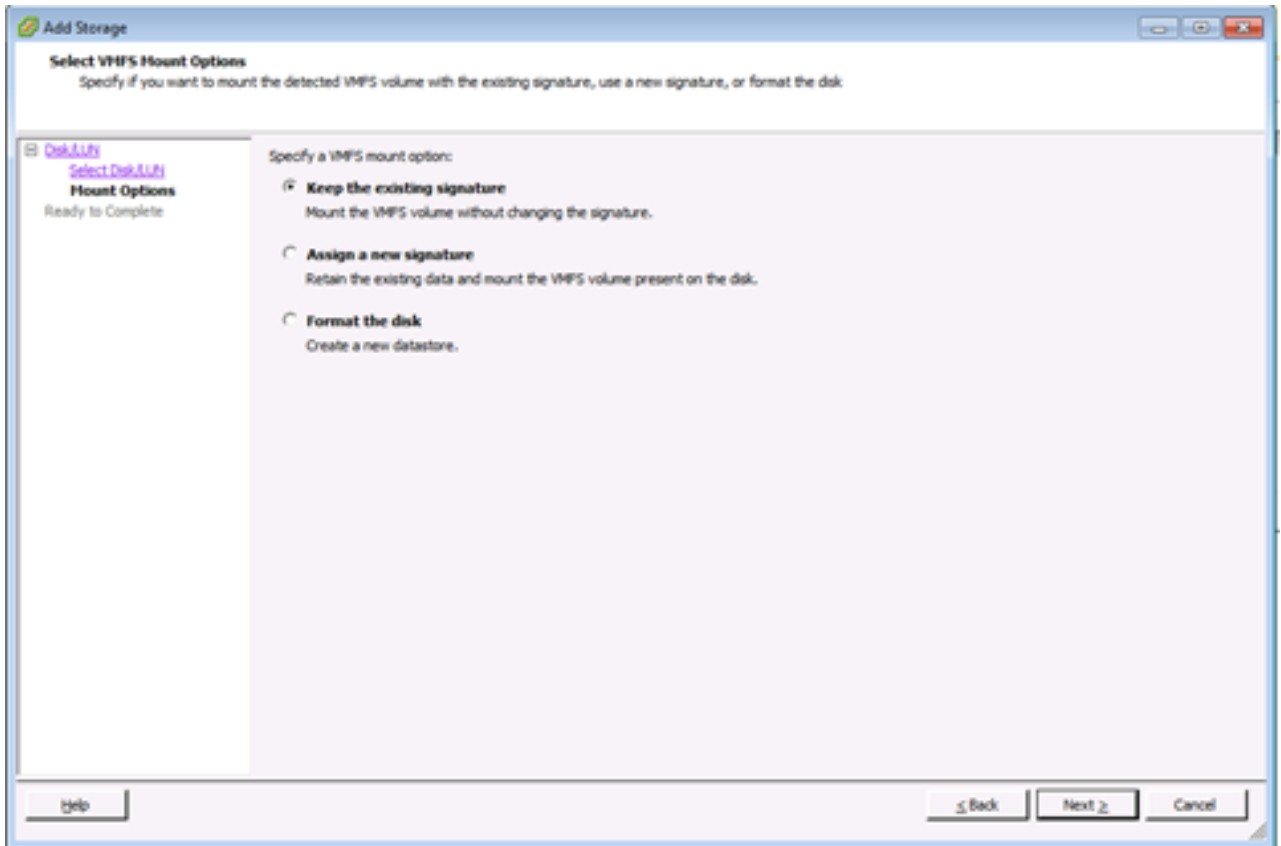 Add Storage
Select VMFS Mount Options
Specify if you want to mount the detected VMFS volume with the existing signature, use a new signature, or format the disk
Disk/LUN
Select Disk/LUN
Mount Options
Ready to Complete
Specify a VMFS mount option:
Keep the existing signature
Mount the VMFS volume without changing the signature.
Assign a new signature
Retain the existing data and mount the VMFS volume present on the disk.
Format the disk
Create a new datastore.
Help
< Back
Next >
Cancel